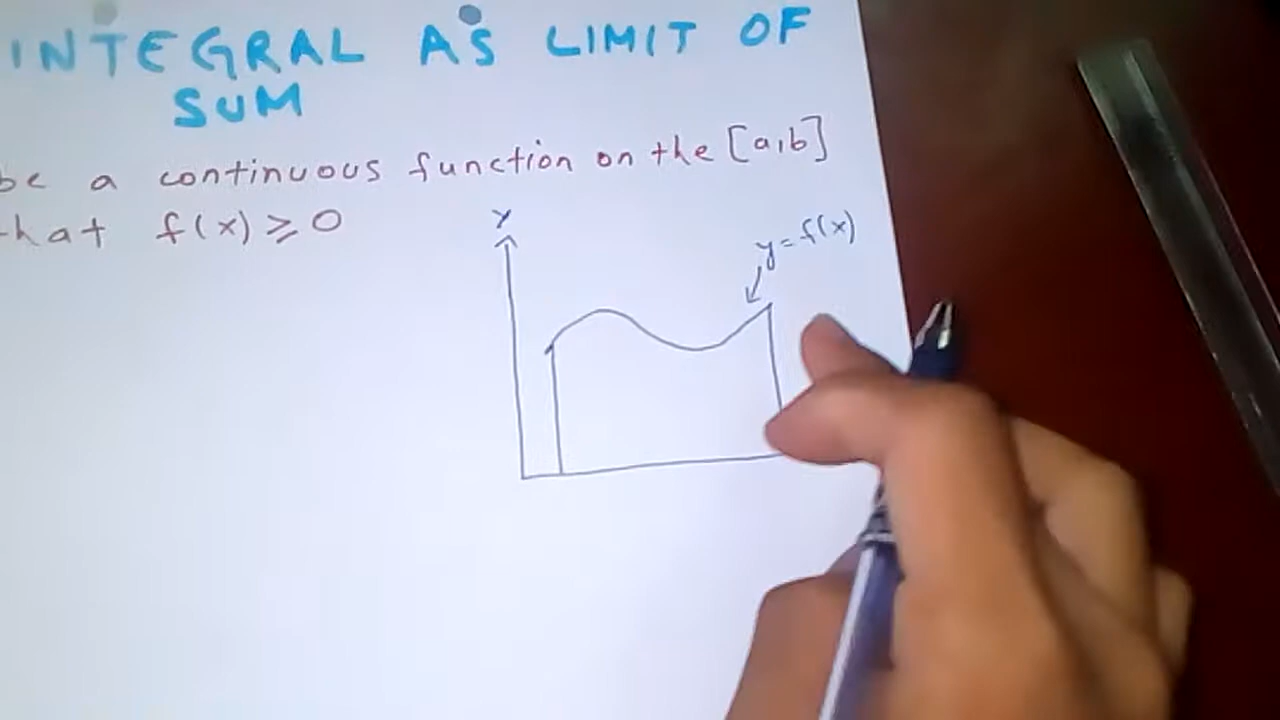 INTEGRAL AS LIMIT OF
SUM
be a continuous function on the [a,b]
that f(x) ⩾ 0
Y
y = f(x)